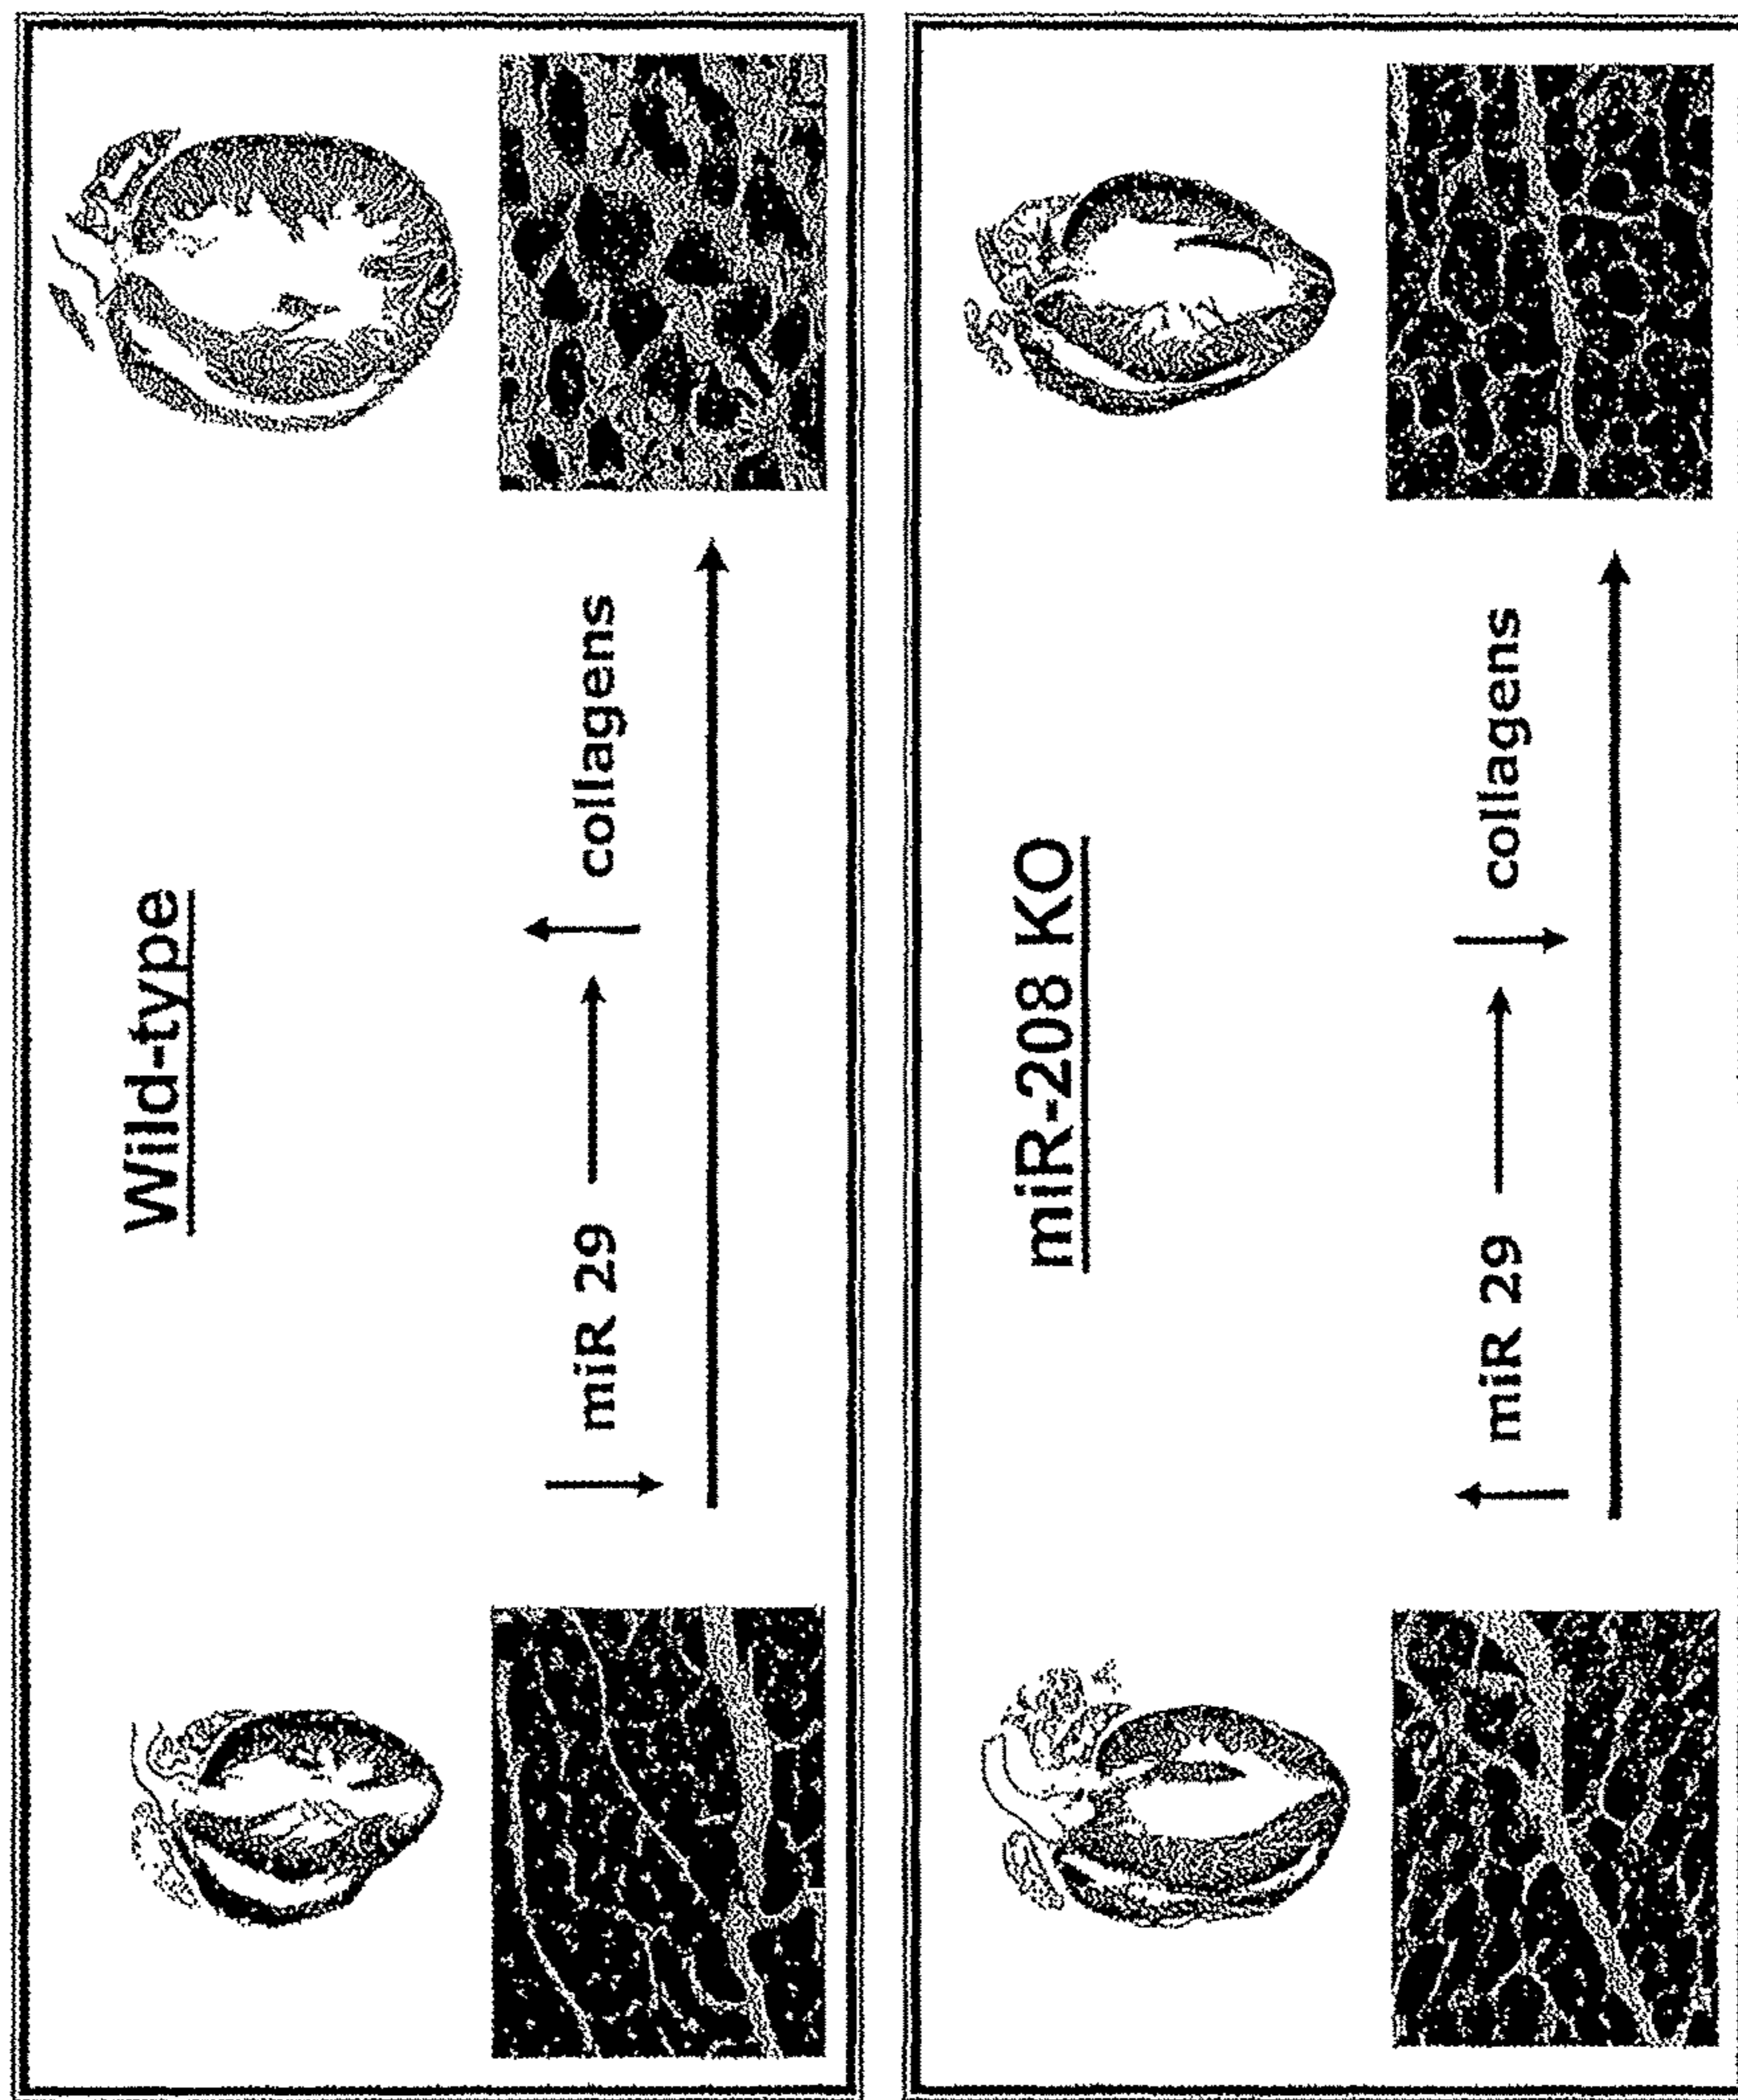 Wild-type
miR 29 → collagens
miR-208 KO
miR 29 → collagens